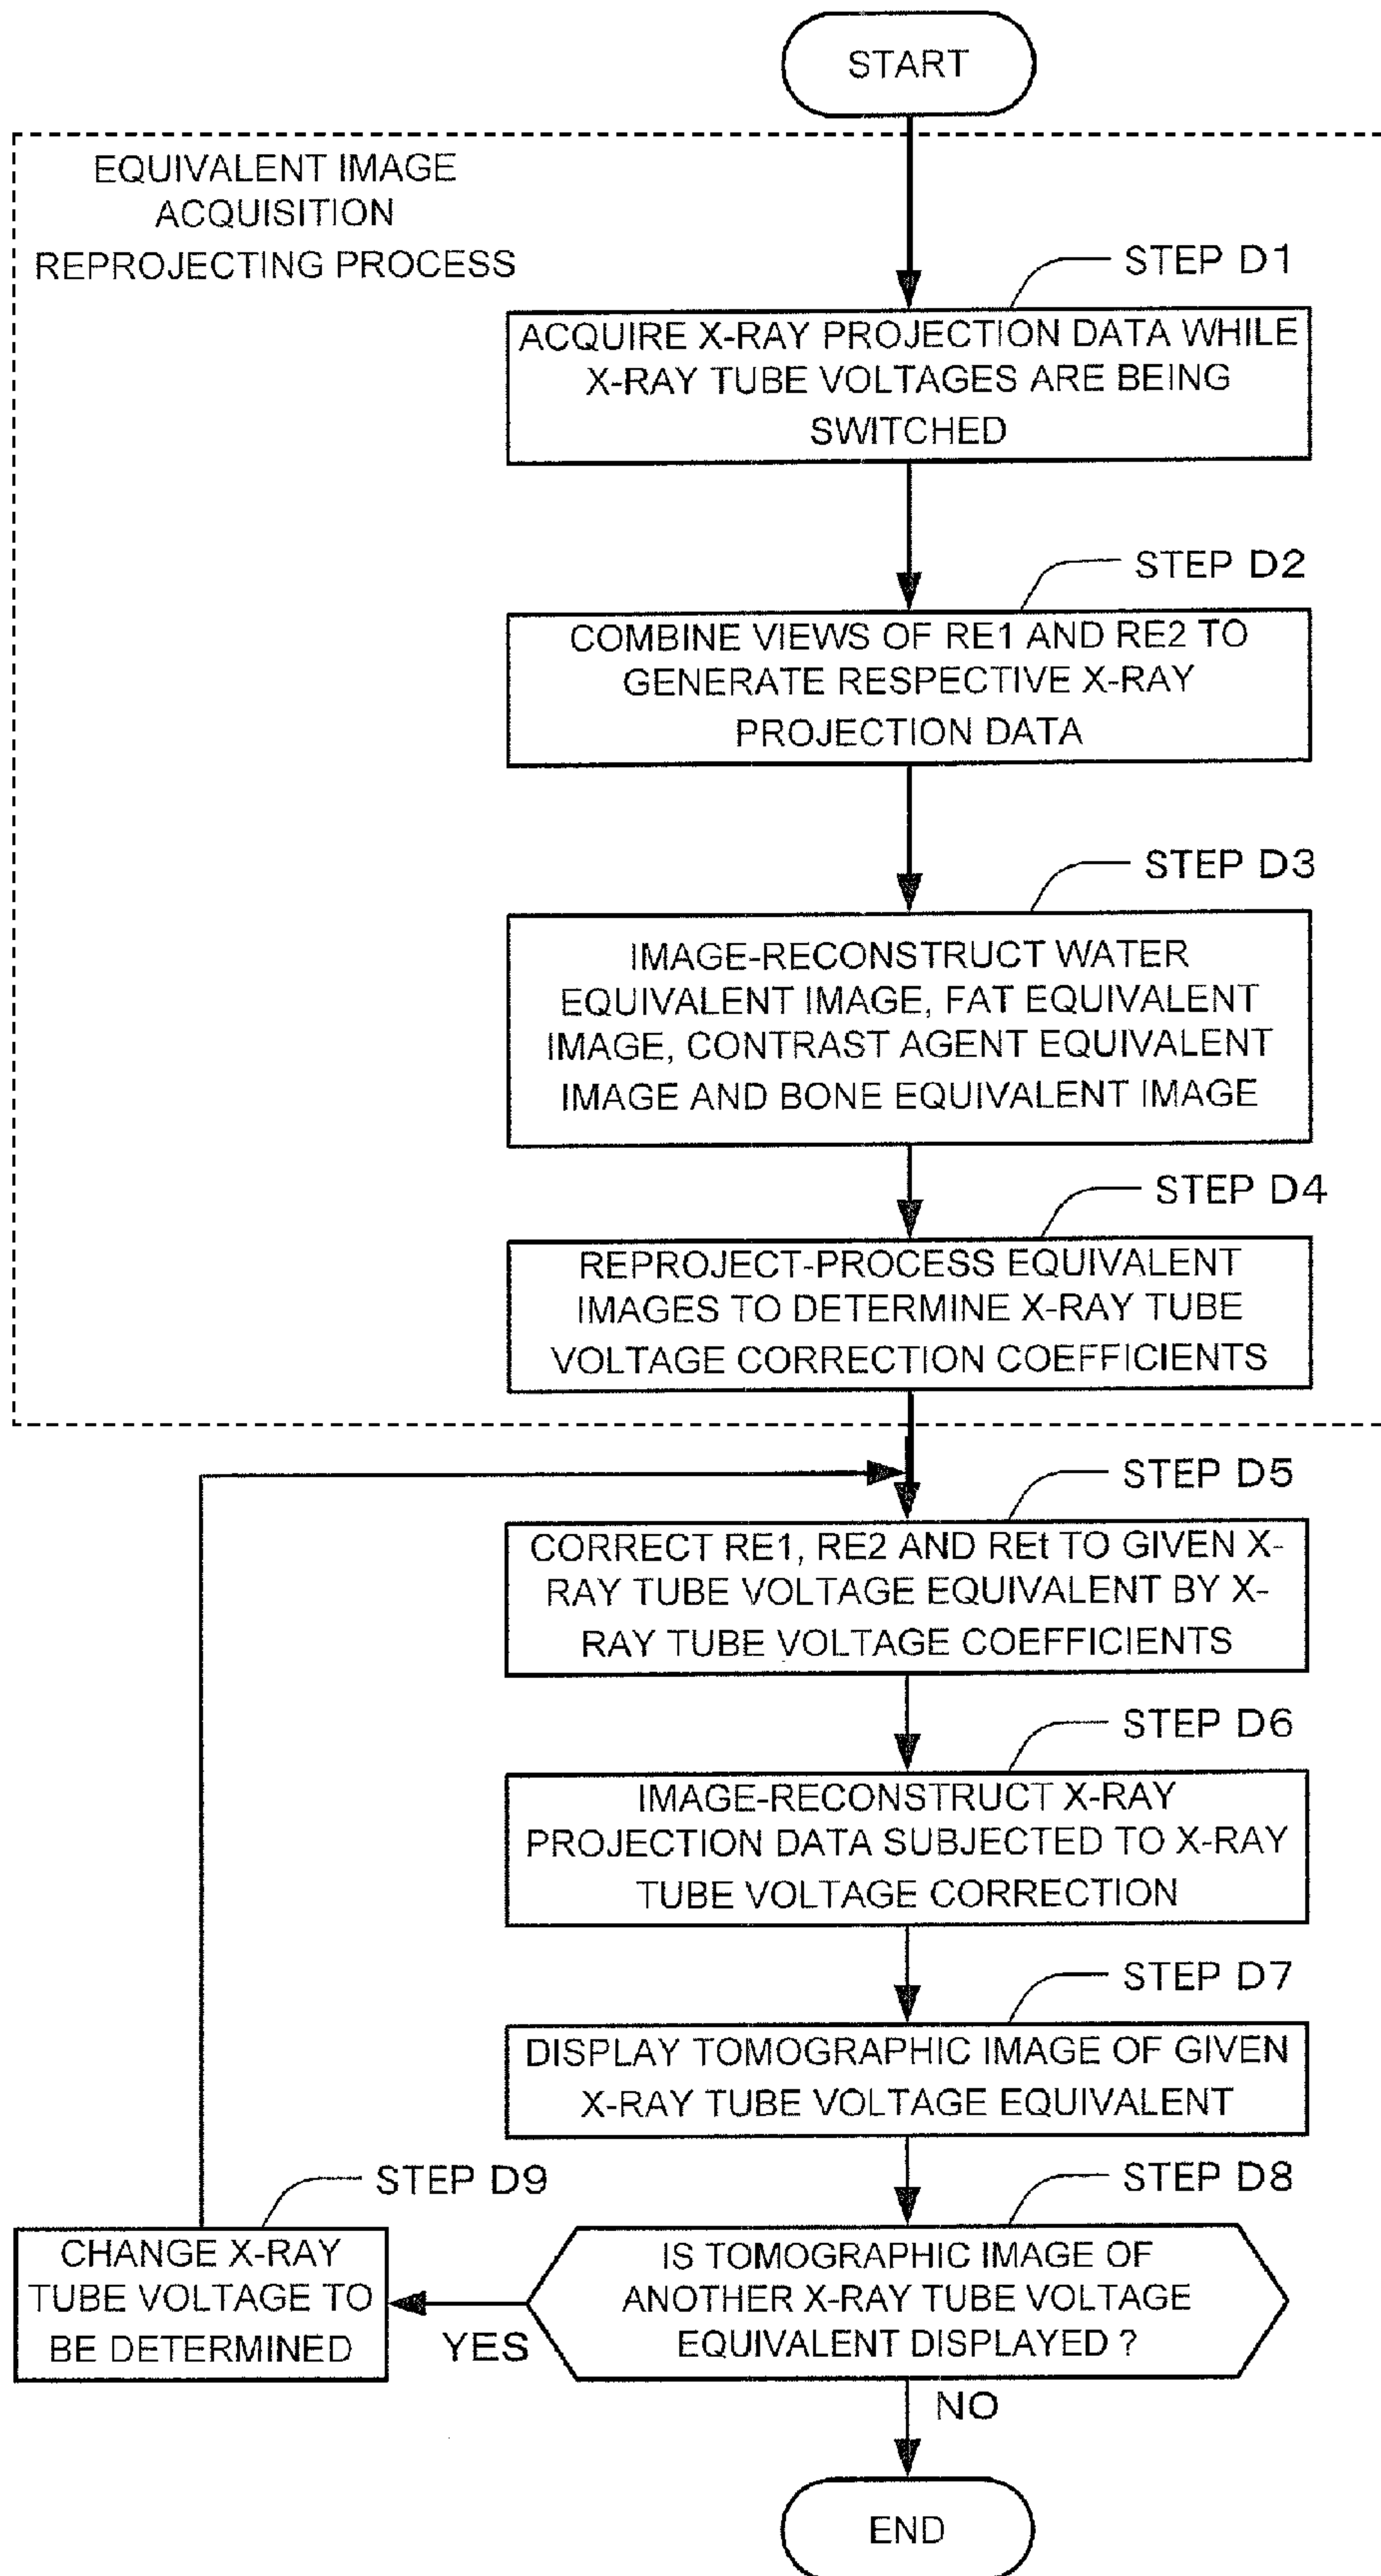 START
EQUIVALENT IMAGE
ACQUISITION
REPROJECTING PROCESS
STEP D1
ACQUIRE X-RAY PROJECTION DATA WHILE
X-RAY TUBE VOLTAGES ARE BEING
SWITCHED
STEP D2
COMBINE VIEWS OF RE1 AND RE2 TO
GENERATE RESPECTIVE X-RAY
PROJECTION DATA
STEP D3
IMAGE-RECONSTRUCT WATER
EQUIVALENT IMAGE, FAT EQUIVALENT
IMAGE, CONTRAST AGENT EQUIVALENT
IMAGE AND BONE EQUIVALENT IMAGE
STEP D4
REPROJECT-PROCESS EQUIVALENT
IMAGES TO DETERMINE X-RAY TUBE
VOLTAGE CORRECTION COEFFICIENTS
STEP D5
CORRECT RE1, RE2 AND REt TO GIVEN X-
RAY TUBE VOLTAGE EQUIVALENT BY X-
RAY TUBE VOLTAGE COEFFICIENTS
STEP D6
IMAGE-RECONSTRUCT X-RAY
PROJECTION DATA SUBJECTED TO X-RAY
TUBE VOLTAGE CORRECTION
STEP D7
DISPLAY TOMOGRAPHIC IMAGE OF GIVEN
X-RAY TUBE VOLTAGE EQUIVALENT
STEP D8
IS TOMOGRAPHIC IMAGE OF
ANOTHER X-RAY TUBE VOLTAGE
EQUIVALENT DISPLAYED ?
YES
STEP D9
CHANGE X-RAY
TUBE VOLTAGE TO
BE DETERMINED
NO
END